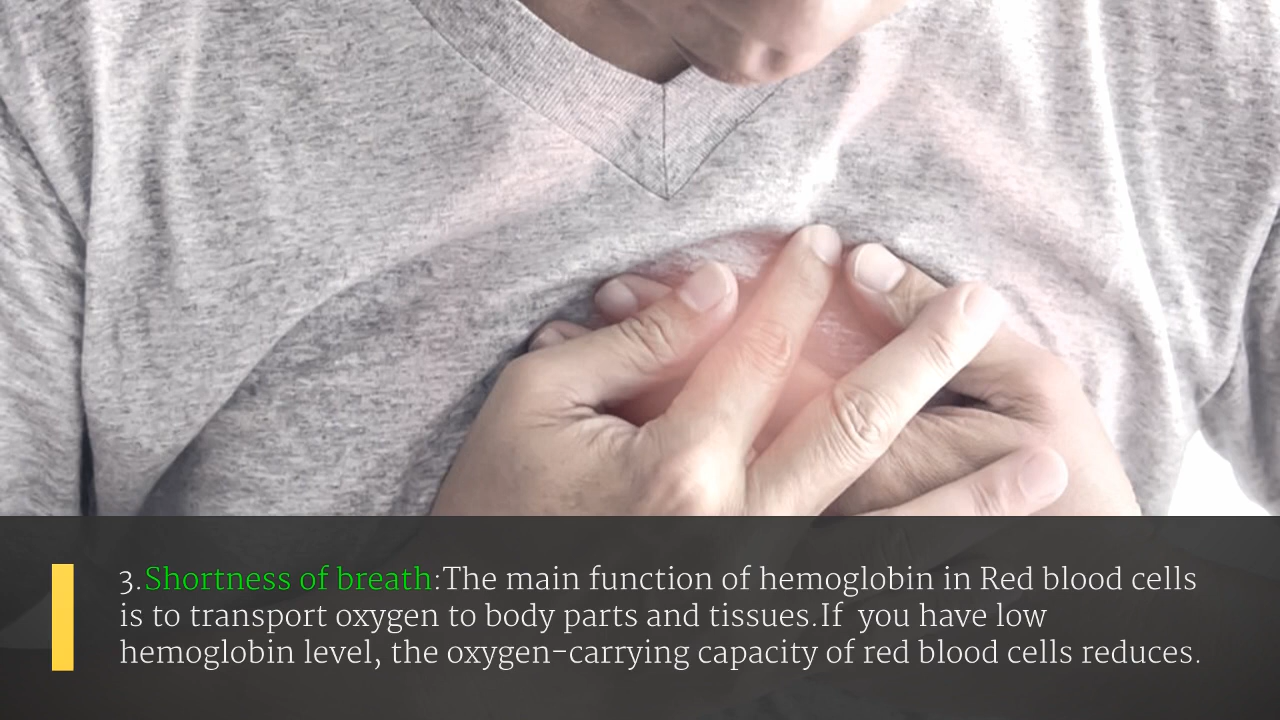 3.Shortness of breath:The main function of hemoglobin in Red blood cells
is to transport oxygen to body parts and tissues.If  you have low
hemoglobin level, the oxygen-carrying capacity of red blood cells reduces.